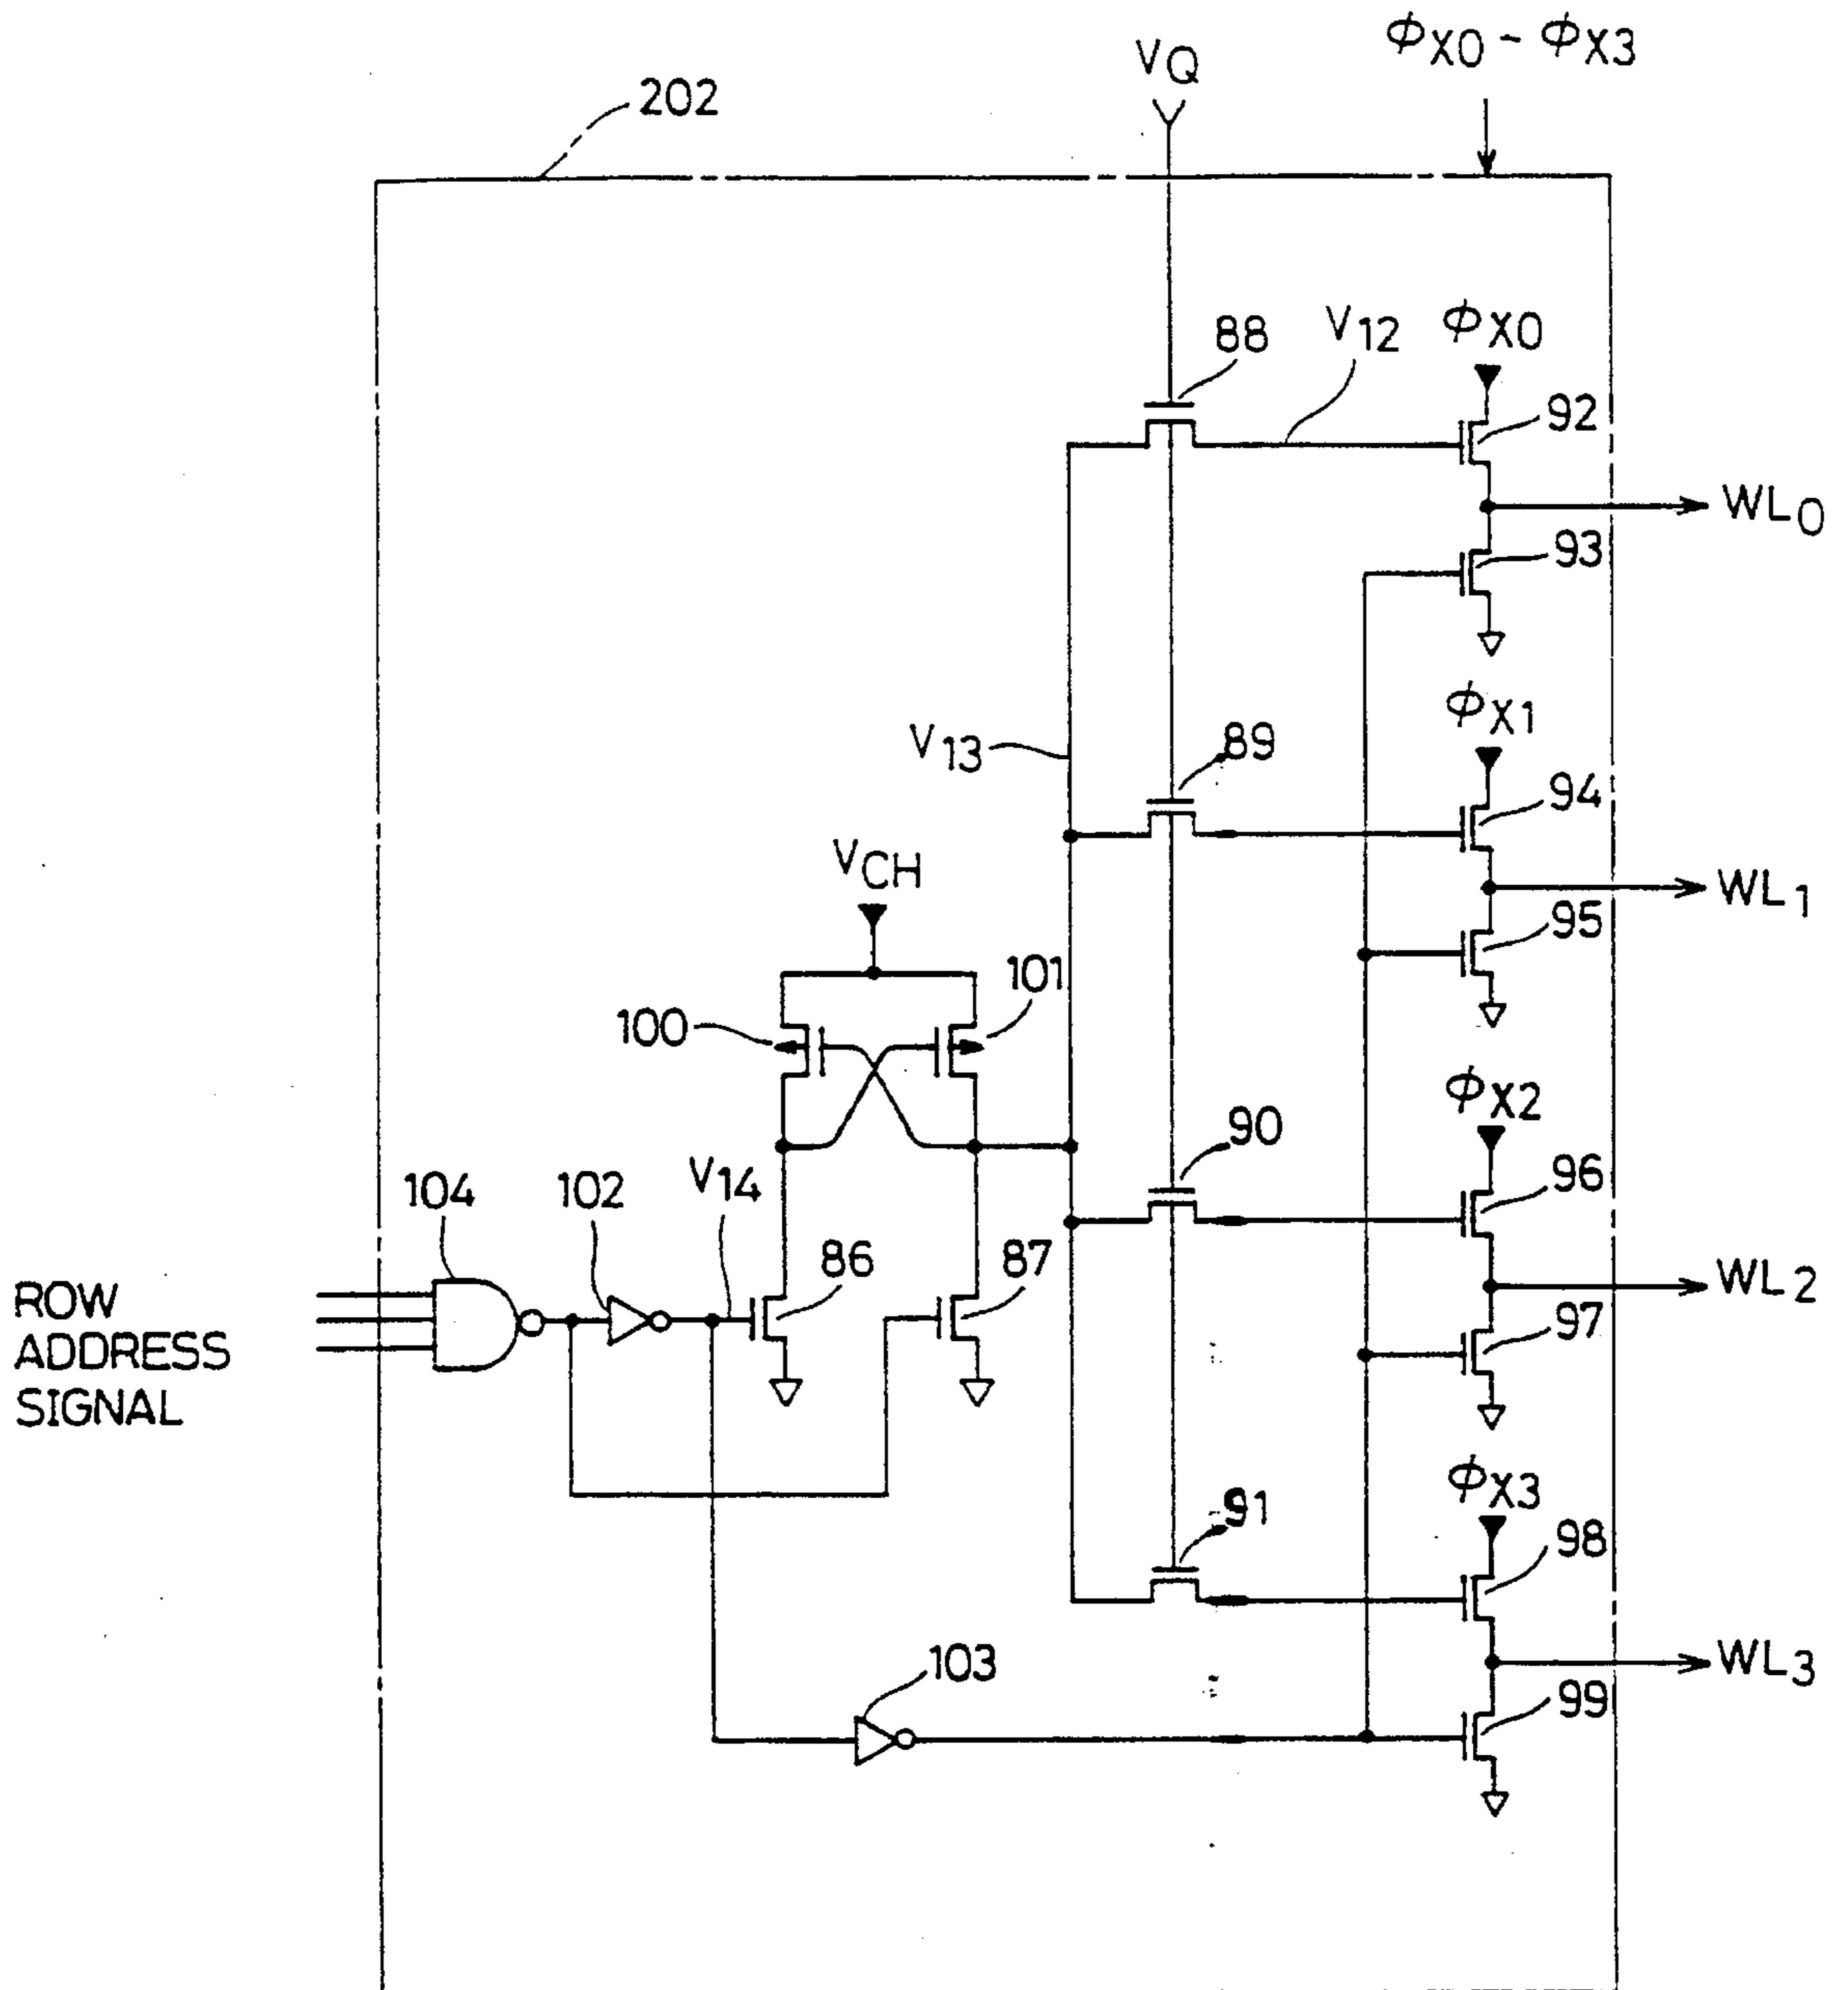 ΦX0 - ΦX3
VQ
202
88
V12
ΦX0
92
WL0
93
ΦX1
V13
89
94
VCH
WL1
95
101
100
ΦX2
90
96
104
102
V14
86
87
WL2
97
ROW
ADDRESS
SIGNAL
ΦX3
91
98
103
WL3
99